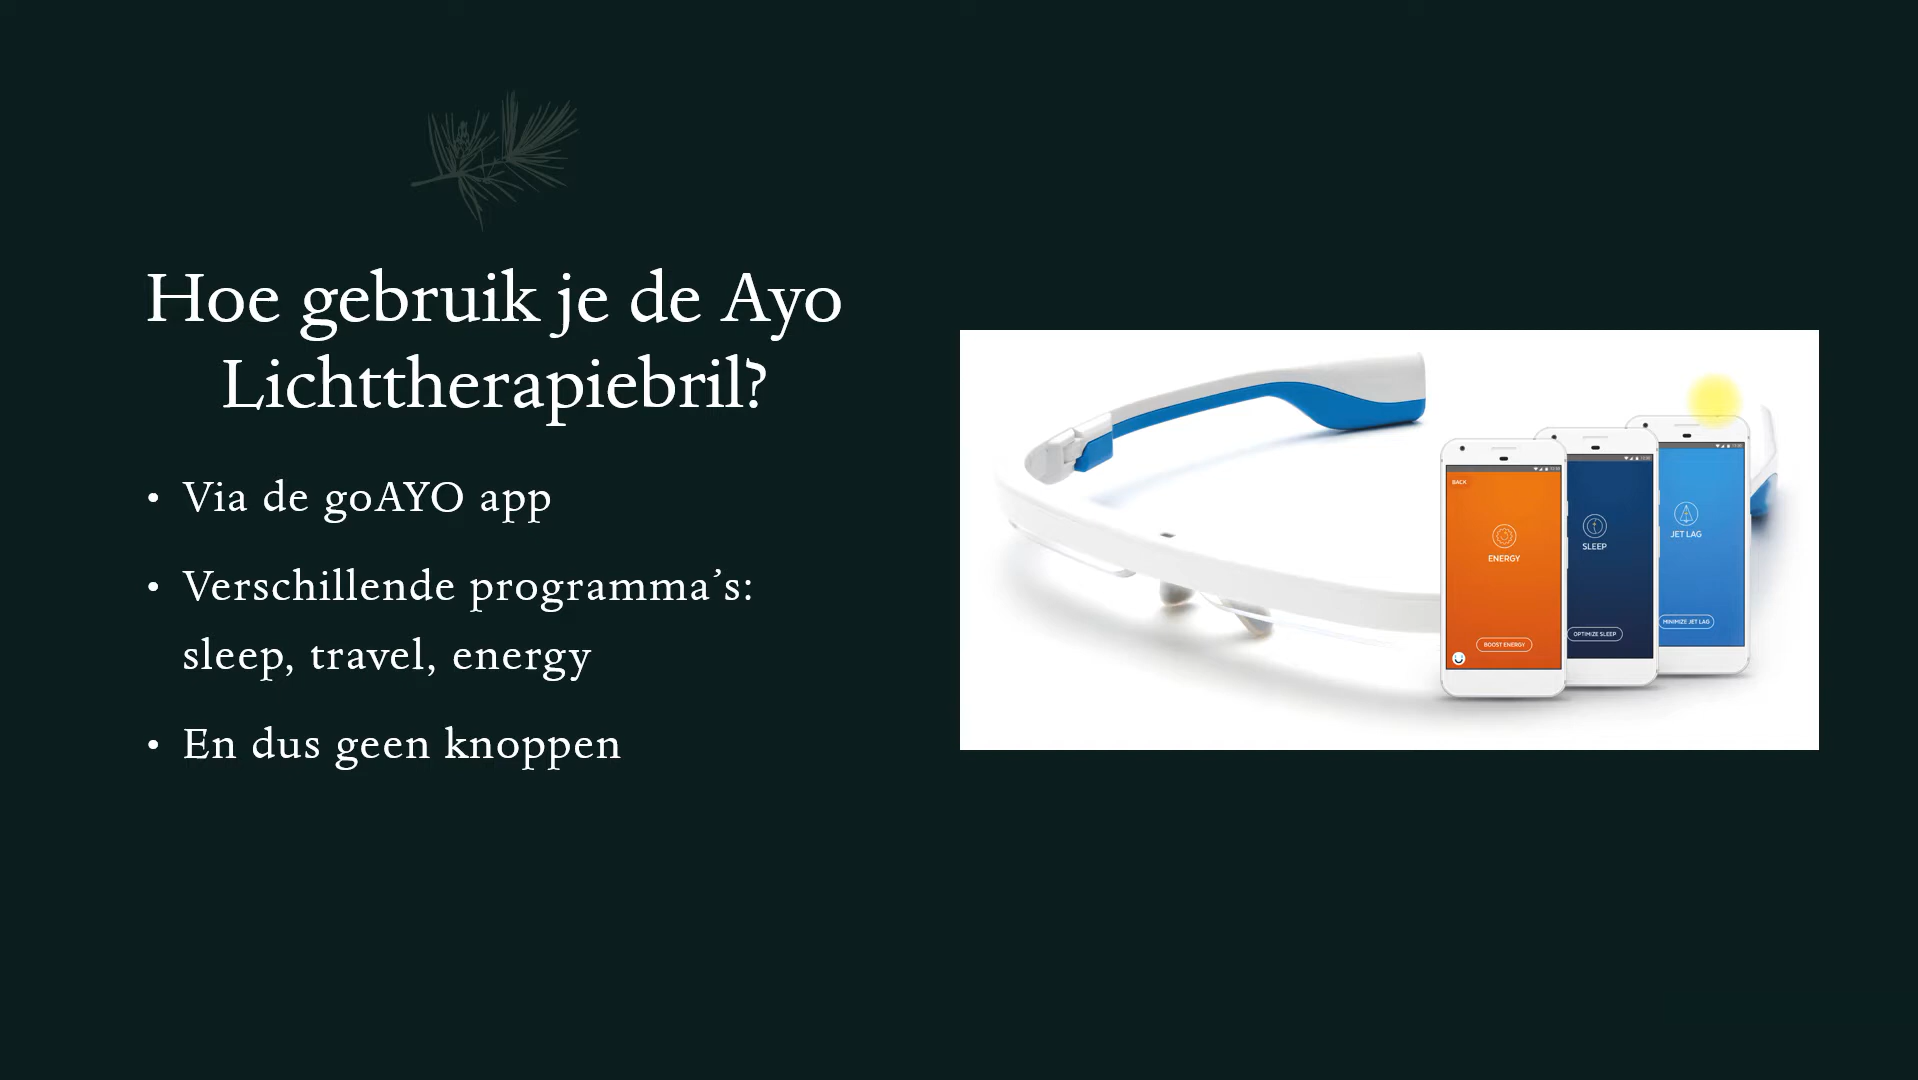 Hoe gebruik je de Ayo
Lichttherapiebril?
• Via de goAYO app
• Verschillende programma’s:
sleep, travel, energy
• En dus geen knoppen
BACK
ENERGY
BOOST ENERGY
SLEEP
OPTIMIZE SLEEP
JET LAG
MINIMIZE JET LAG